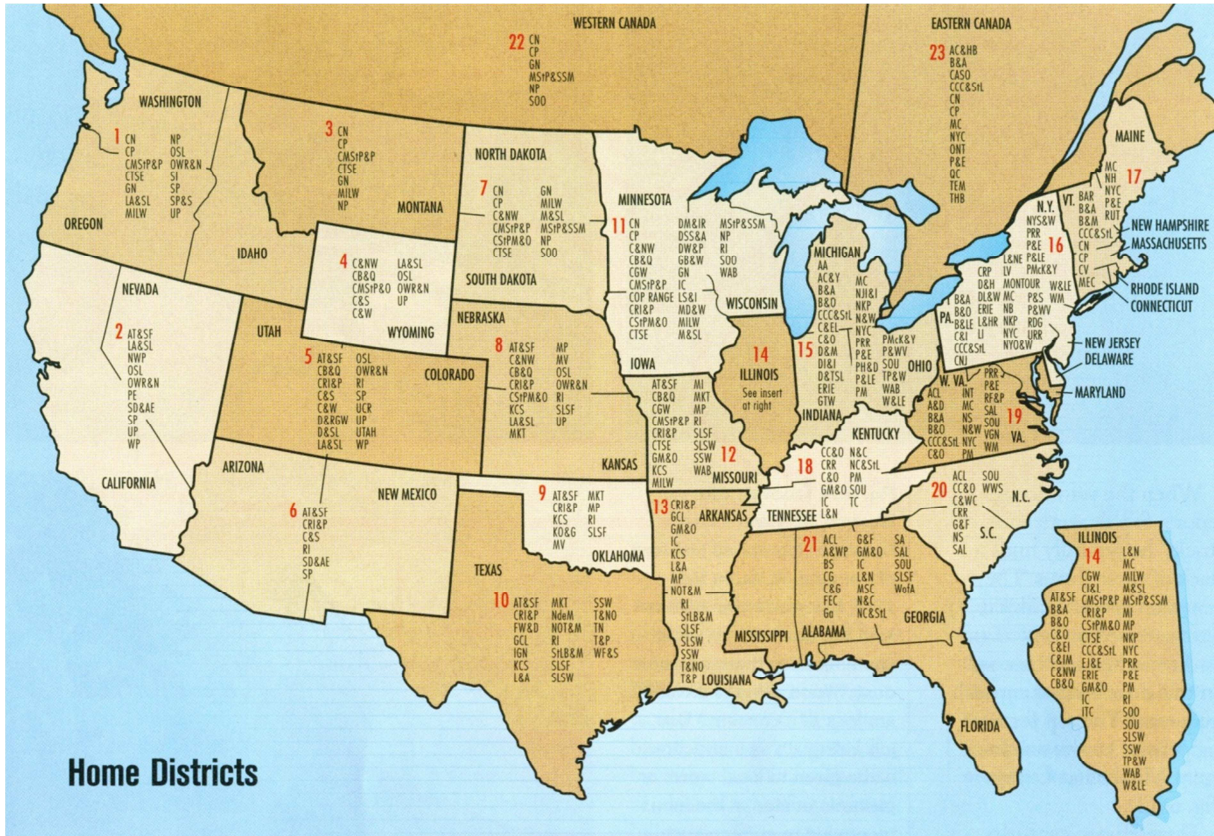 WESTERN CANADA
22
CN
CP
GN
MStP&SSM
NP
SOO
EASTERN CANADA
23
AC&HB
B&A
CASO
CCC&StL
CN
CP
MC
NYC
ONT
P&E
QC
TEM
THB
WASHINGTON
1
CN
CP
CMStP&P
CTSE
GN
LA&SL
MILW
NP
OSL
OWR&N
SI
SP
SP&S
UP
OREGON
IDAHO
3
CN
CP
CMStP&P
CTSE
GN
MILW
NP
MONTANA
4
C&NW
CB&Q
CMStP&O
C&S
C&W
LA&SL
OSL
OWR&N
UP
WYOMING
NEVADA
2
AT&SF
LA&SL
NWP
OSL
OWR&N
PE
SD&AE
SP
UP
WP
CALIFORNIA
UTAH
5
AT&SF
CB&Q
CRI&P
C&S
C&W
D&RGW
D&SL
LA&SL
OSL
OWR&N
RI
SP
UCR
UP
UTAH
WP
COLORADO
ARIZONA
6
AT&SF
CRI&P
C&S
RI
SD&AE
SP
NEW MEXICO
NORTH DAKOTA
7
CN
CP
C&NW
CMStP&P
CStPM&O
CTSE
GN
MILW
M&SL
MStP&SSM
NP
SOO
SOUTH DAKOTA
NEBRASKA
8
AT&SF
C&NW
CB&Q
CRI&P
CStPM&O
KCS
LA&SL
MKT
MP
MV
OSL
OWR&N
RI
SLSF
UP
KANSAS
9
AT&SF
CRI&P
KCS
KO&G
MV
MKT
MP
RI
SLSF
OKLAHOMA
TEXAS
10
AT&SF
CRI&P
FW&D
GCL
IGN
KCS
L&A
MKT
NdeM
NOT&M
RI
StLB&M
SLSF
SLSW
SSW
T&NO
TN
T&P
WF&S
MINNESOTA
11
CN
CP
C&NW
CB&Q
CGW
CMStP&P
COP RANGE
CRI&P
CStPM&O
CTSE
DM&IR
DSS&A
DW&P
GB&W
GN
IC
LS&I
MD&W
MILW
M&SL
MStP&SSM
NP
RI
SOO
WAB
WISCONSIN
IOWA
AT&SF
CB&Q
CGW
CMStP&P
CRI&P
CTSE
GM&O
KCS
MILW
MI
MKT
MP
RI
SLSF
SLSW
SSW
WAB
12
MISSOURI
13
CRI&P
GCL
GM&O
IC
KCS
L&A
MP
NOT&M
RI
StLB&M
SLSF
SLSW
SSW
T&NO
T&P
ARKANSAS
LOUISIANA
14
ILLINOIS
See insert
at right
MICHIGAN
15
AA
AC&Y
B&A
B&O
CCC&StL
C&EL
C&O
D&M
DI&I
D&TSL
ERIE
GTW
MC
NJI&I
NKP
N&W
NYC
PRR
P&E
PH&D
P&LE
PM
PMcK&Y
P&WV
SOU
TP&W
WAB
W&LE
OHIO
INDIANA
N.Y.
16
NYS&W
PRR
P&E
P&LE
PMcK&Y
PA.
B&A
B&O
B&LE
C&I
CCC&StL
CNJ
CRP
D&H
DL&W
ERIE
L&HR
LI
L&NE
LV
MONTOUR
MC
NB
NKP
NYC
NYO&W
P&S
P&WV
RDG
URR
W&LE
WM
MAINE
17
VT.
BAR
B&A
B&M
CCC&StL
CN
CP
CV
MEC
MC
NH
NYC
P&E
RUT
NEW HAMPSHIRE
MASSACHUSETTS
RHODE ISLAND
CONNECTICUT
NEW JERSEY
DELAWARE
MARYLAND
KENTUCKY
18
CC&O
CRR
C&O
GM&O
IC
L&N
N&C
NC&StL
PM
SOU
TC
TENNESSEE
W. VA.
19
ACL
A&D
B&A
B&O
CCC&StL
C&O
INT
MC
NS
N&W
NYC
PM
PRR
P&E
RF&P
SAL
SOU
VGN
WM
VA.
20
ACL
CC&O
C&WC
CRR
G&F
NS
SAL
SOU
WWS
N.C.
S.C.
21
ACL
A&WP
BS
CG
C&G
FEC
Ga
G&F
GM&O
IC
L&N
MSC
N&C
NC&StL
SA
SAL
SOU
SLSF
WofA
MISSISSIPPI
ALABAMA
GEORGIA
FLORIDA
ILLINOIS
14
AT&SF
B&A
B&O
C&O
C&EI
C&IM
C&NW
CB&Q
CGW
CI&L
CMStP&P
CRI&P
CStPM&O
CTSE
CCC&StL
EJ&E
ERIE
GM&O
IC
ITC
L&N
MC
MILW
M&SL
MStP&SSM
MI
MP
NKP
NYC
PRR
P&E
PM
RI
SOO
SOU
SLSW
SSW
TP&W
WAB
W&LE
Home Districts